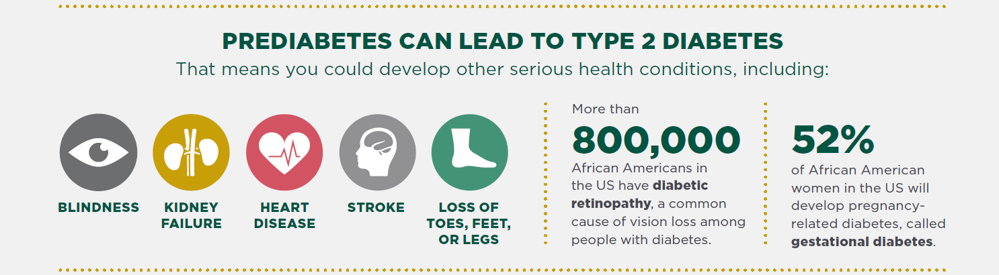 PREDIABETES CAN LEAD TO TYPE 2 DIABETES
That means you could develop other serious health conditions, including:
BLINDNESS
KIDNEY
FAILURE
HEART
DISEASE
STROKE
LOSS OF
TOES, FEET,
OR LEGS
More than
800,000
African Americans in
the US have diabetic
retinopathy, a common
cause of vision loss among
people with diabetes.
52%
of African American
women in the US will
develop pregnancy-
related diabetes, called
gestational diabetes.